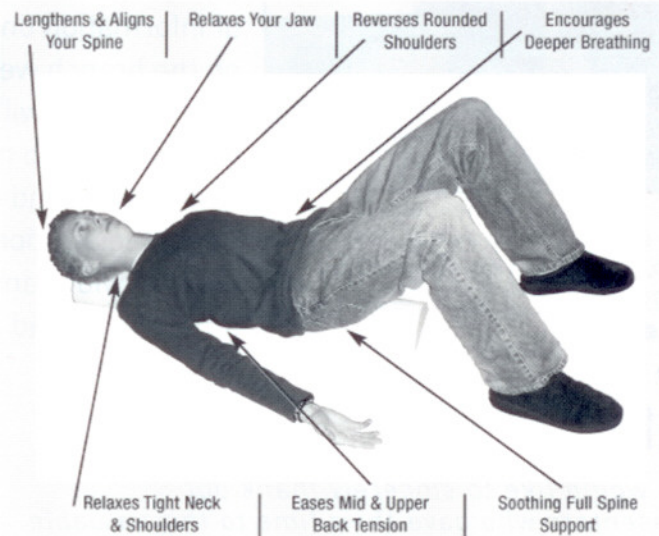 Lengthens & Aligns
Your Spine
Relaxes Your Jaw
Reverses Rounded
Shoulders
Encourages
Deeper Breathing
Relaxes Tight Neck
& Shoulders
Eases Mid & Upper
Back Tension
Soothing Full Spine
Support